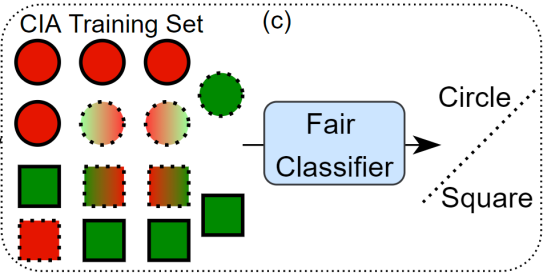 CIA Training Set
(c)
Fair
Classifier
Circle
Square